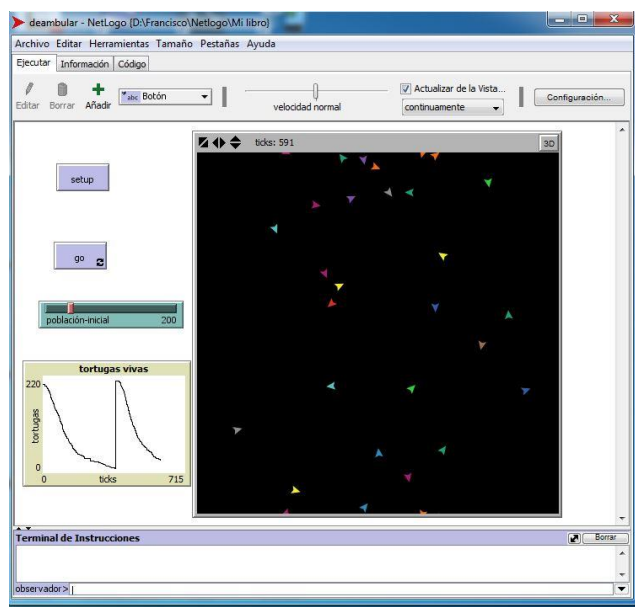 deambular - NetLogo {D:\Francisco\Netlogo\Mi libro}
Archivo Editar Herramientas Tamaño Pestañas Ayuda
Ejecutar Información Código
Editar Borrar Añadir
abc Botón
velocidad normal
Actualizar de la Vista...
continuamente
Configuración...
ticks: 591
3D
setup
go
población-inicial 200
tortugas vivas
220
tortugas
0
0 ticks 715
Terminal de Instrucciones
Borrar
observador>